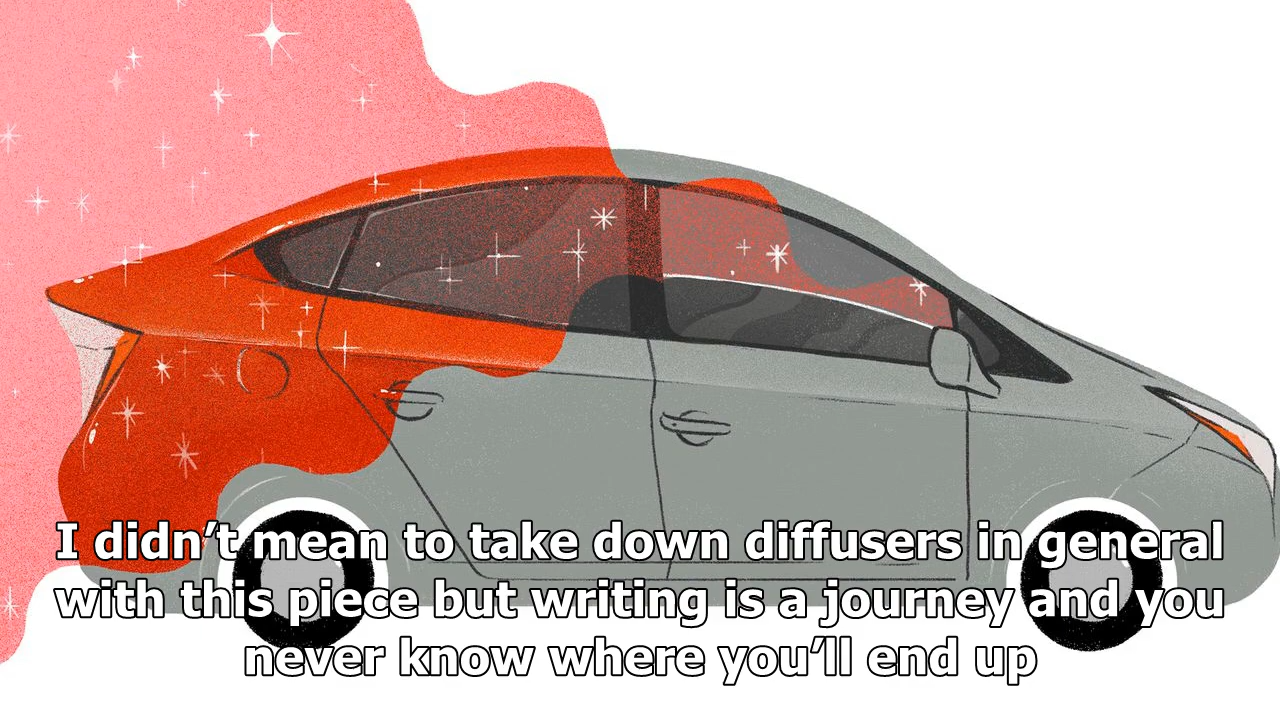 I didn’t mean to take down diffusers in general
with this piece but writing is a journey and you
never know where you’ll end up